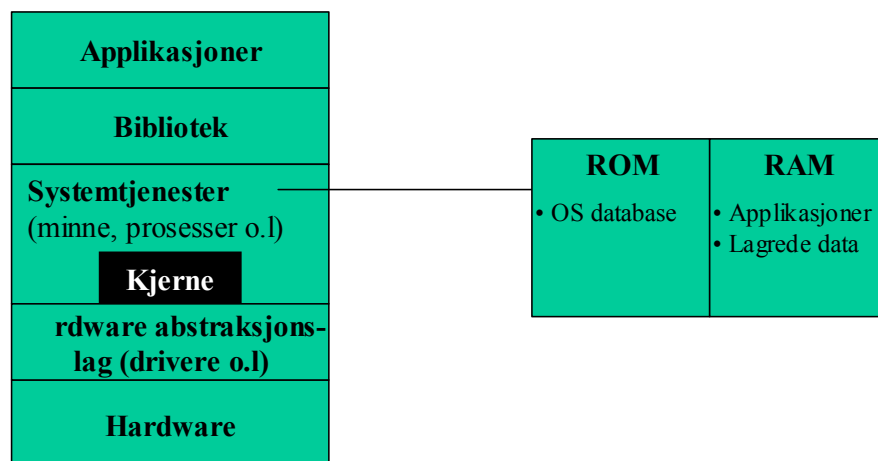 Applikasjoner
Bibliotek
Systemtjenester
(minne, prosesser o.l)
Kjerne
rdware abstraksjons-
lag (drivere o.l)
Hardware
ROM
• OS database
RAM
• Applikasjoner
• Lagrede data